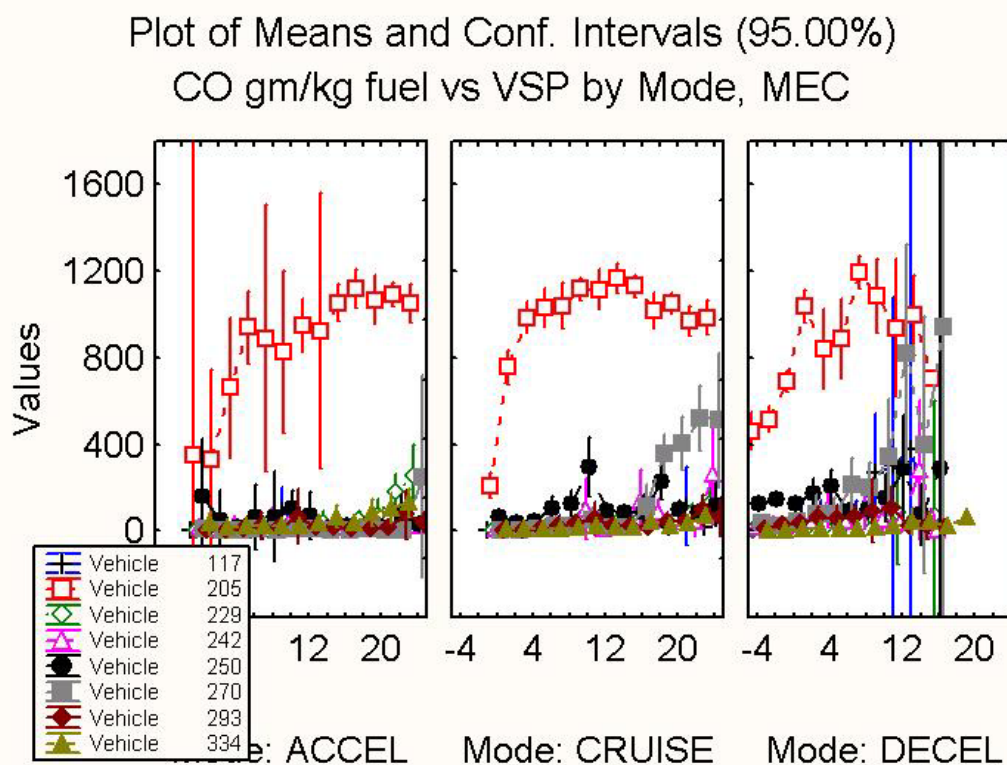 Plot of Means and Conf. Intervals (95.00%)
CO gm/kg fuel vs VSP by Mode, MEC
Values
1600
1200
800
400
0
12 20
-4 4 12 20
-4 4 12 20
Vehicle 117
Vehicle 205
Vehicle 229
Vehicle 242
Vehicle 250
Vehicle 270
Vehicle 293
Vehicle 334
e: ACCEL
Mode: CRUISE
Mode: DECEL